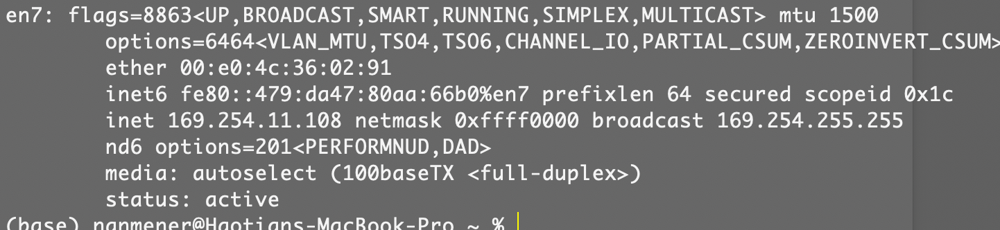 en7: flags=8863<UP,BROADCAST,SMART,RUNNING,SIMPLEX,MULTICAST> mtu 1500
options=6464<VLAN_MTU,TSO4,TSO6,CHANNEL_IO,PARTIAL_CSUM,ZEROINVERT_CSUM>
ether 00:e0:4c:36:02:91
inet6 fe80::479:da47:80aa:66b0%en7 prefixlen 64 secured scopeid 0x1c
inet 169.254.11.108 netmask 0xffff0000 broadcast 169.254.255.255
nd6 options=201<PERFORMNUD,DAD>
media: autoselect (100baseTX <full-duplex>)
status: active
(base) nanmener@Haotians-MacBook-Pro ~ %